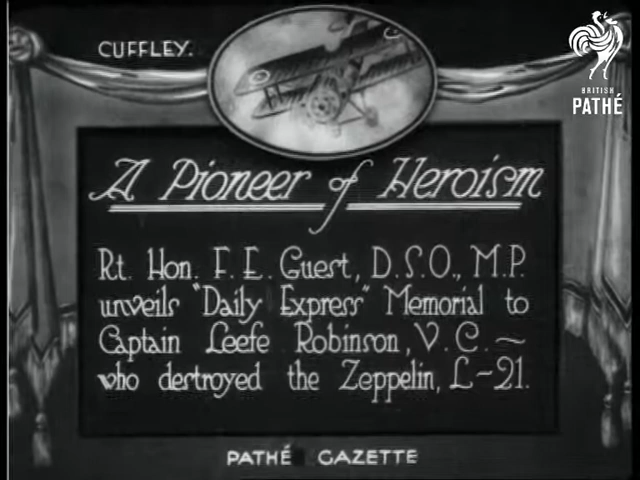 CUFFLEY.
BRITISH
PATHÉ
A Pioneer of Heroism
Rt. Hon. F. E. Guest, D.S.O., M.P.
unveils "Daily Express" Memorial to
Captain Leefe Robinson, V.C. ~
who destroyed the Zeppelin, L-21.
PATHÉ GAZETTE